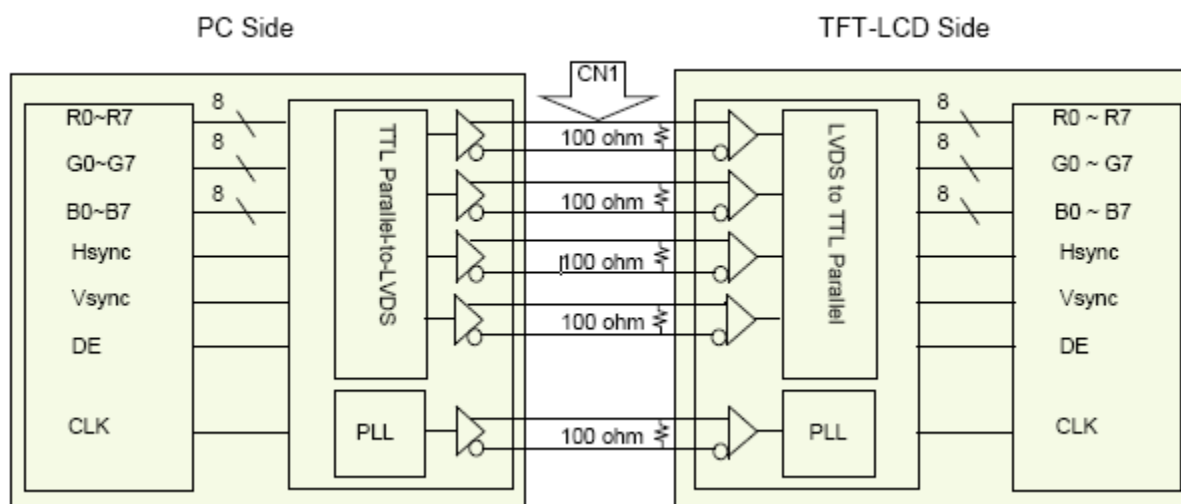 PC Side
TFT-LCD Side
CN1
8
R0~R7
8
G0~G7
8
B0~B7
Hsync
Vsync
DE
CLK
TTL Parallel-to-LVDS
PLL
100 ohm
100 ohm
100 ohm
100 ohm
100 ohm
LVDS to TTL Parallel
PLL
8
R0 ~ R7
8
G0 ~ G7
8
B0 ~ B7
Hsync
Vsync
DE
CLK